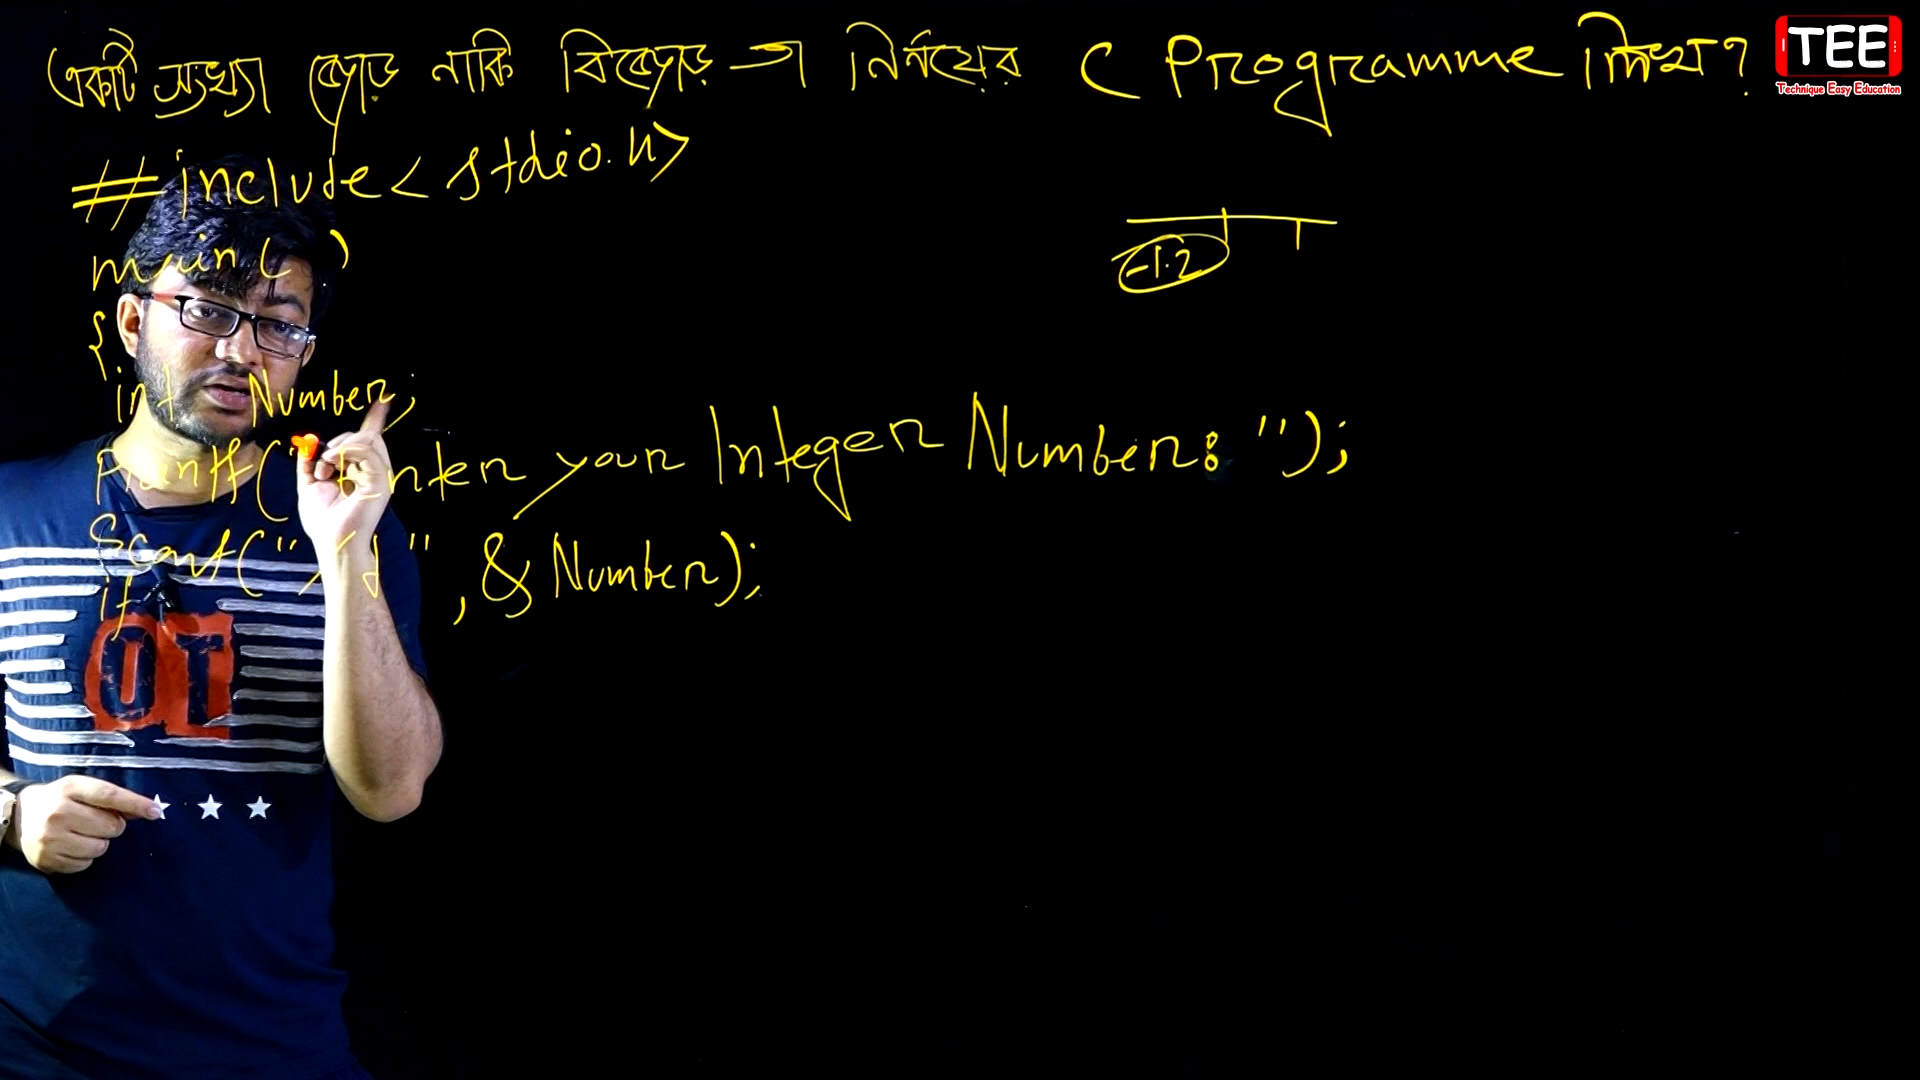 একটি সংখ্যা জোড় নাকি বিজোড় তা নির্ণয়ের C Programme লিখ?
TEE
Technique Easy Education
#include<stdio.h>
main( )
-1.2
{
int Number;
printf("Enter your Integer Number: ");
Scanf("%d", &Number);
if
OT